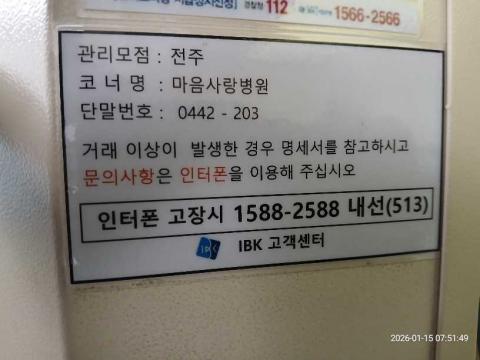 경찰청 112
1566-2566
관리모점 : 전주
코 너 명 : 마음사랑병원
단말번호 : 0442 - 203
거래 이상이 발생한 경우 명세서를 참고하시고
문의사항은 인터폰을 이용해 주십시오
인터폰 고장시 1588-2588 내선(513)
IBK 고객센터
2026-01-15 07:51:49